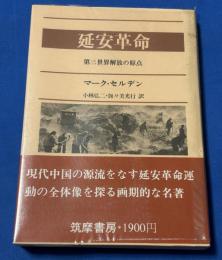 延安革命
第三世界解放の原点
マーク・セルデン
小林弘二・加々美光行 訳
現代中国の源流をなす延安革命運
動の全体像を探る画期的な名著
筑摩書房・1900円